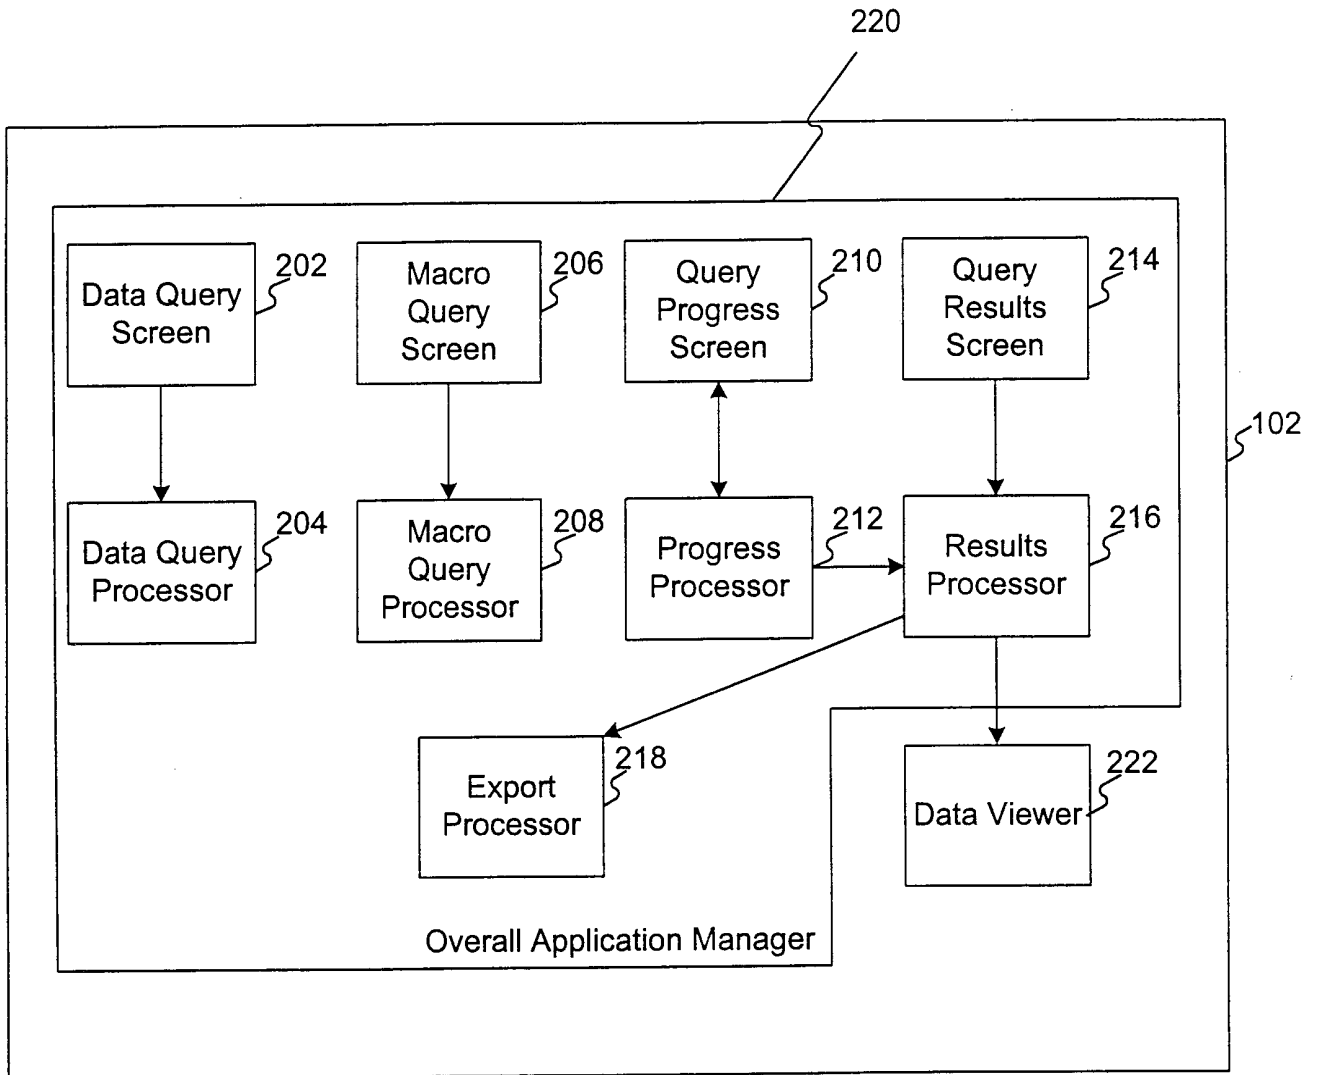 220
Data Query
Screen
202
Macro
Query
Screen
206
Query
Progress
Screen
210
Query
Results
Screen
214
102
Data Query
Processor
204
Macro
Query
Processor
208
Progress
Processor
212
Results
Processor
216
Export
Processor
218
Data Viewer
222
Overall Application Manager